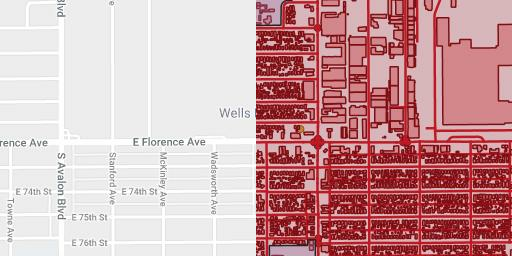 Blvd
Wells
rence Ave
E Florence Ave
S Avalon Blvd
Stanford Ave
McKinley Ave
Wadsworth Ave
E 74th St
E 74th St
Towne Ave
E 75th St
E 76th St